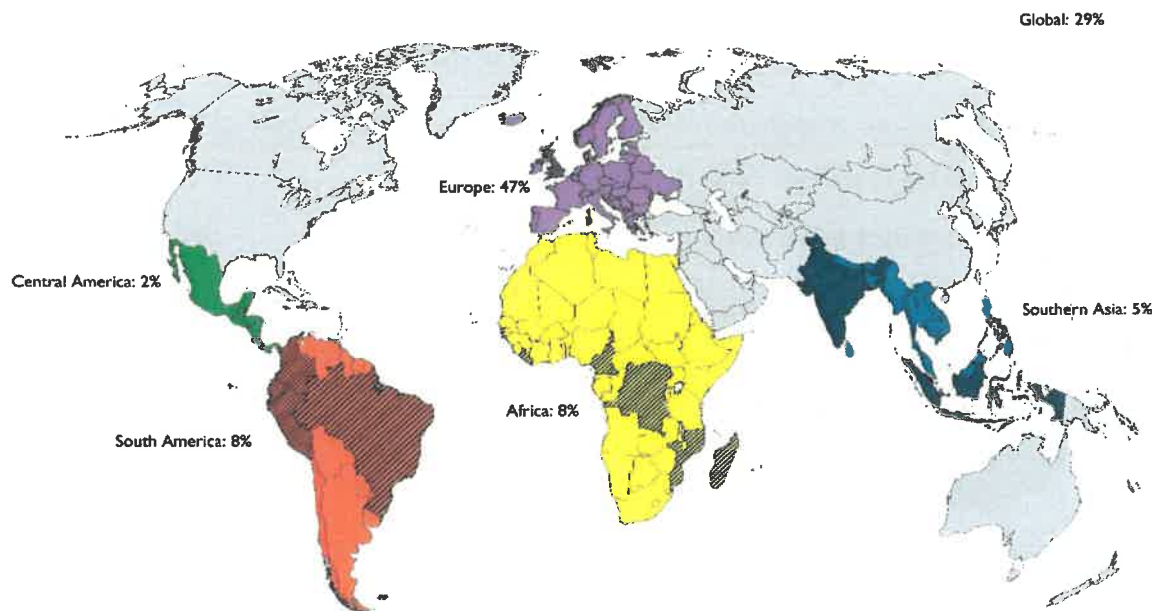 Global: 29%
Europe: 47%
Central America: 2%
Southern Asia: 5%
Africa: 8%
South America: 8%